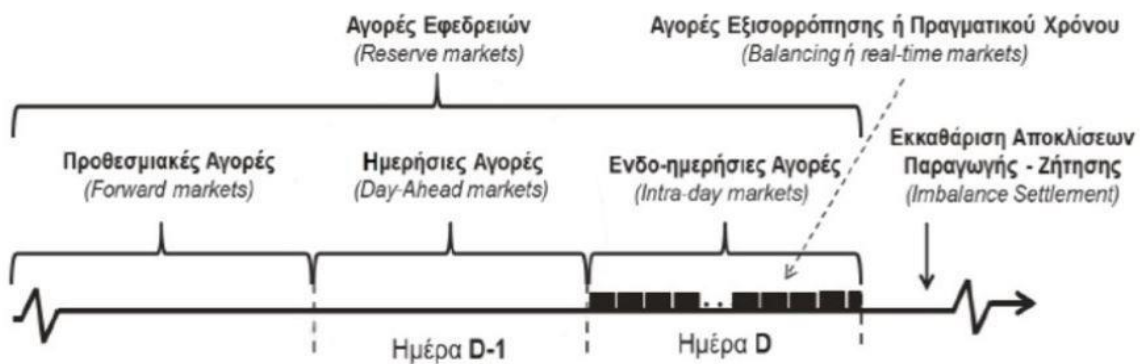 Αγορές Εφεδρειών
(Reserve markets)
Αγορές Εξισορρόπησης ή Πραγματικού Χρόνου
(Balancing ή real-time markets)
Προθεσμιακές Αγορές
(Forward markets)
Ημερήσιες Αγορές
(Day-Ahead markets)
Ενδο-ημερήσιες Αγορές
(Intra-day markets)
Εκκαθάριση Αποκλίσεων
Παραγωγής - Ζήτησης
(Imbalance Settlement)
Ημέρα D-1
Ημέρα D